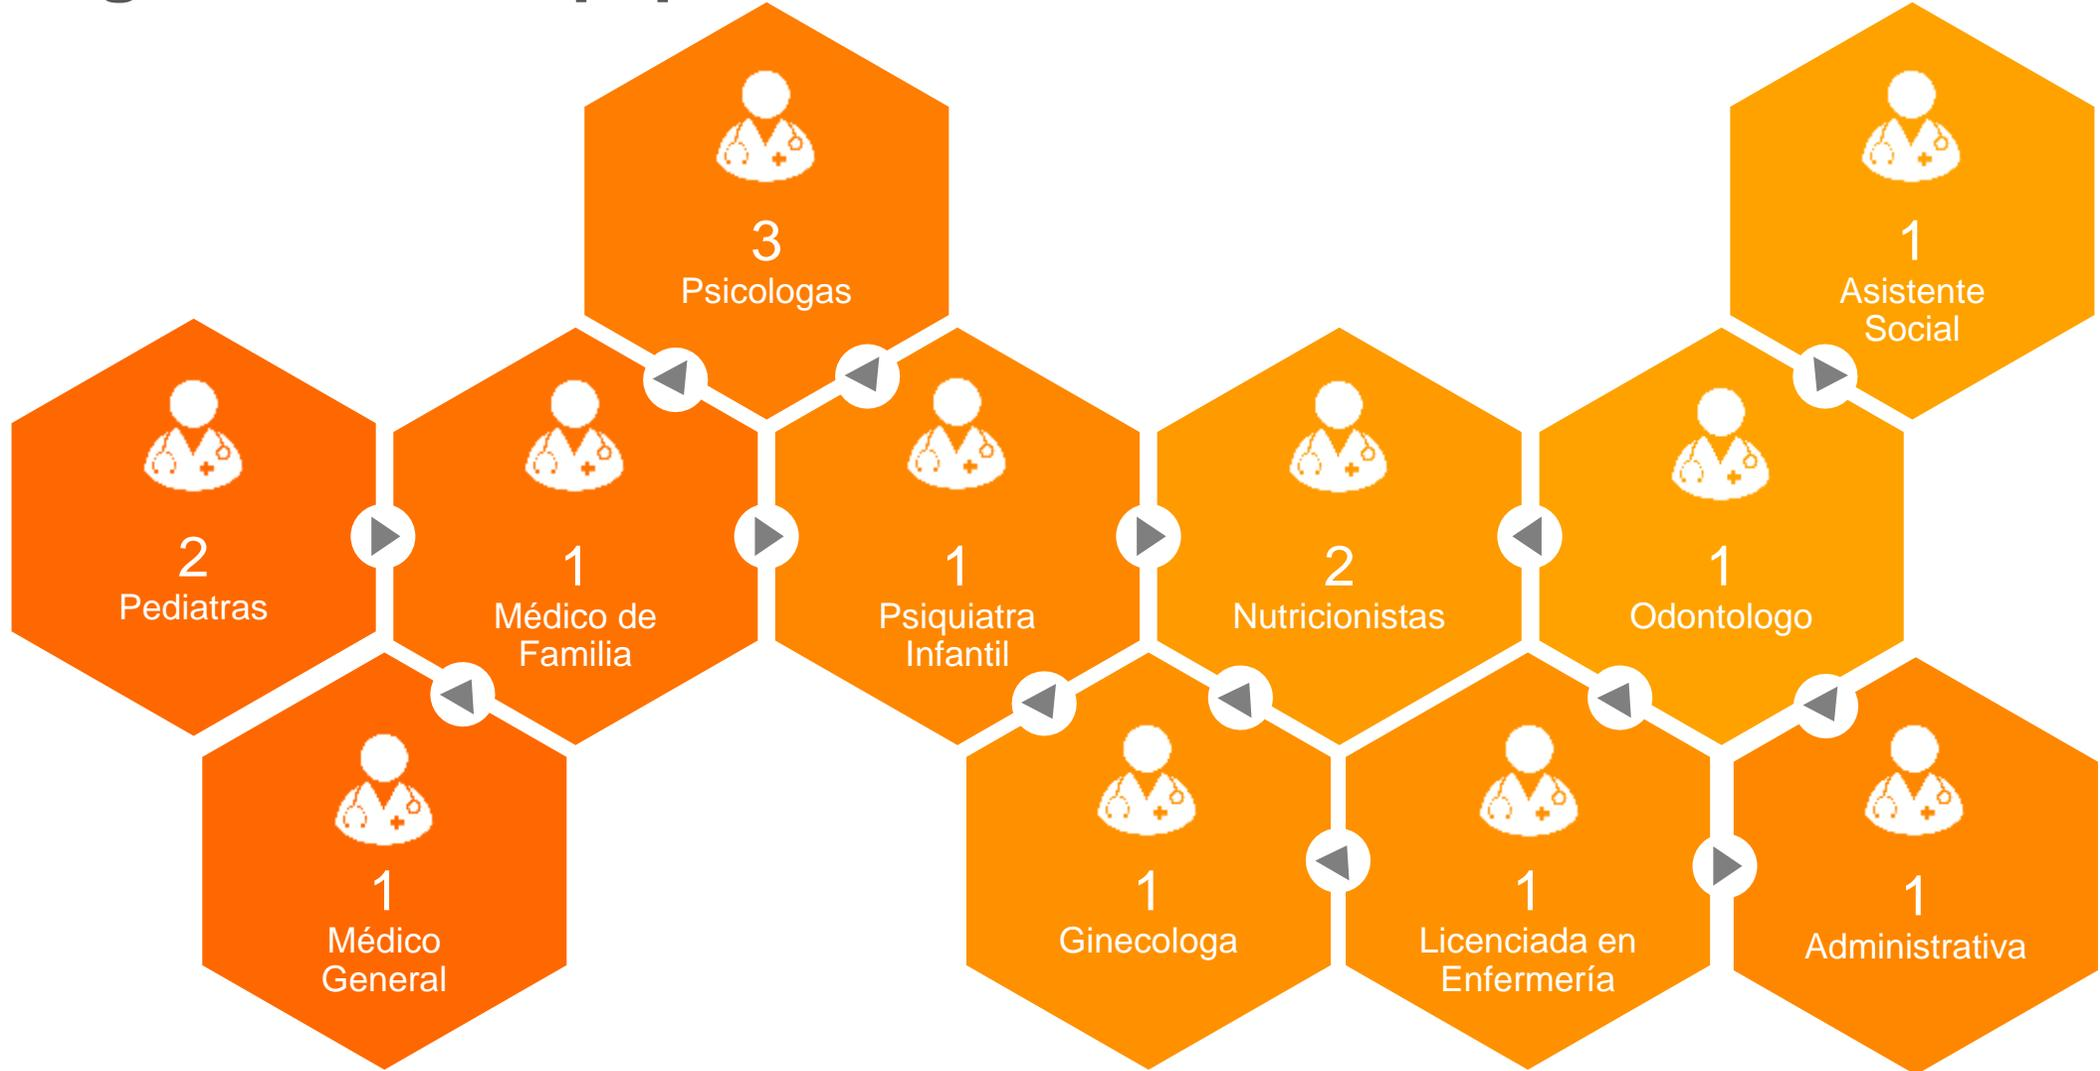 3
Psicologas
1
Asistente
Social
2
Pediatras
1
Médico de
Familia
1
Psiquiatra
Infantil
2
Nutricionistas
1
Odontologo
1
Médico
General
1
Ginecologa
1
Licenciada en
Enfermería
1
Administrativa